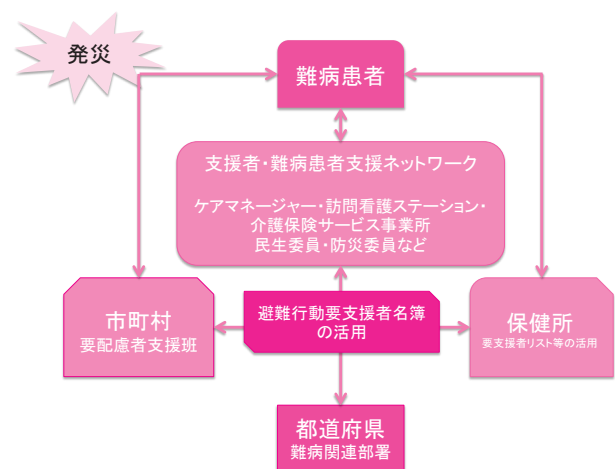 発災
難病患者
支援者・難病患者支援ネットワーク
ケアマネージャー・訪問看護ステーション・
介護保険サービス事業所
民生委員・防災委員など
市町村
要配慮者支援班
避難行動要支援者名簿
の活用
保健所
要支援者リスト等の活用
都道府県
難病関連部署